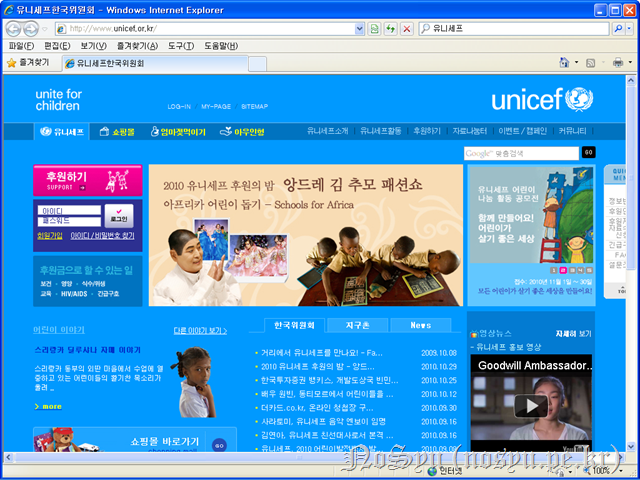 유니세프한국위원회 - Windows Internet Explorer
http://www.unicef.or.kr/
유니세프
파일(F) 편집(E) 보기(V) 즐겨찾기(A) 도구(T) 도움말(H)
즐겨찾기 유니세프한국위원회
unite for
children
LOG-IN MY-PAGE SITEMAP
unicef
유니세프 쇼핑몰 엄마젖먹이기 아우인형
유니세프소개 유니세프활동 후원하기 자료나눔터 이벤트 / 캠페인 커뮤니티
Google™ 맞춤검색 GO
후원하기
SUPPORT
아이디
패스워드
로그인
회원가입 아이디 / 비밀번호 찾기
후원금으로 할 수 있는 일
보건 · 영양 · 식수/위생
교육 · HIV/AIDS · 긴급구호
2010 유니세프 후원의 밤 앙드레 김 추모 패션쇼
아프리카 어린이 돕기 - Schools for Africa
유니세프 어린이
나눔 활동 공모전
함께 만들어요!
어린이가
살기 좋은 세상
접수: 2010년 11월 1일 ~ 30일
모든 어린이가 살기 좋은 세상을 만들어요!
어린이 이야기 다른 이야기 보기 >
스리랑카 딜루샤니 자매 이야기
스리랑카 동부의 외딴 마을에서 수업에 열
중하고 있는 어린이들의 열기찬 목소리가
들려 ..
> more
쇼핑몰 바로가기
GO
한국위원회 지구촌 News
거리에서 유니세프를 만나요! - Fa... 2009.10.08
2010 유니세프 후원의 밤 - 앙드... 2010.10.29
한국투자증권 뱅키스, 개발도상국 빈민... 2010.10.25
배우 원빈, 동티모르에서 어린이들을 ... 2010.10.12
더카드.co.kr, 온라인 청첩장 구... 2010.09.30
사라토미, 유니세프 음악 엔보이 임명 2010.09.16
김연아, 유니세프 친선대사로서 본격 ... 2010.09.16
유니세프, 2010 어린이
영상뉴스 자세히 보기
- 유니세프 홍보 영상
Goodwill Ambassador...
NoSyu (nosyu.pe.kr)
인터넷
100%